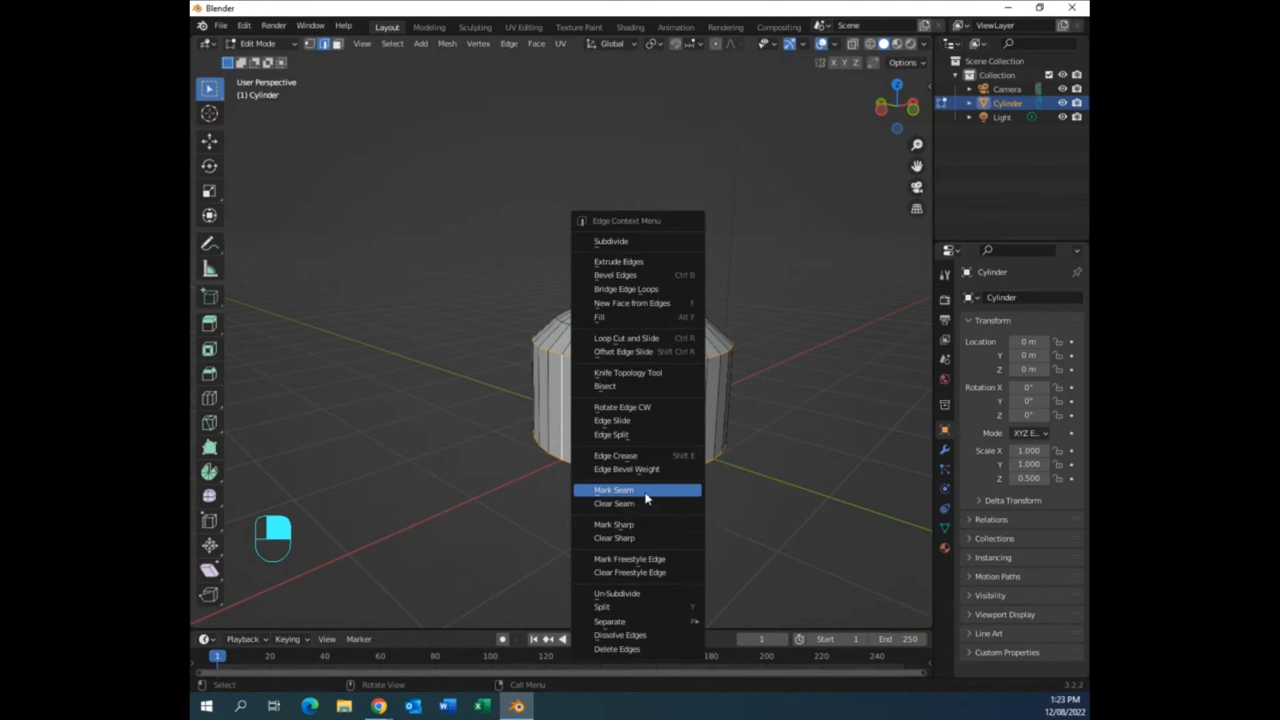 Blender
File Edit Render Window Help Layout Modeling Sculpting UV Editing Texture Paint Shading Animation Rendering Compositing Scene ViewLayer
Edit Mode View Select Add Mesh Vertex Edge Face UV Global
X Y Z Options
User Perspective
(1) Cylinder
Z
Scene Collection
Collection
Camera
Cylinder
Light
Edge Context Menu
Subdivide
Extrude Edges
Bevel Edges Ctrl B
Bridge Edge Loops
New Face from Edges F
Fill Alt F
Loop Cut and Slide Ctrl R
Offset Edge Slide Shift Ctrl R
Knife Topology Tool
Bisect
Rotate Edge CW
Edge Slide
Edge Split
Edge Crease Shift E
Edge Bevel Weight
Mark Seam
Clear Seam
Mark Sharp
Clear Sharp
Mark Freestyle Edge
Clear Freestyle Edge
Un-Subdivide
Split Y
Separate P
Dissolve Edges
Delete Edges
Cylinder
Cylinder
Transform
Location X 0 m
Y 0 m
Z 0 m
Rotation X 0°
Y 0°
Z 0°
Mode XYZ E...
Scale X 1.000
Y 1.000
Z 0.500
Delta Transform
Relations
Collections
Instancing
Motion Paths
Visibility
Viewport Display
Line Art
Custom Properties
Playback Keying View Marker 1 Start 1 End 250
1 20 40 60 80 100 120 180 200 220 240
Select Rotate View Call Menu 3.2.2
1:23 PM
12/08/2022